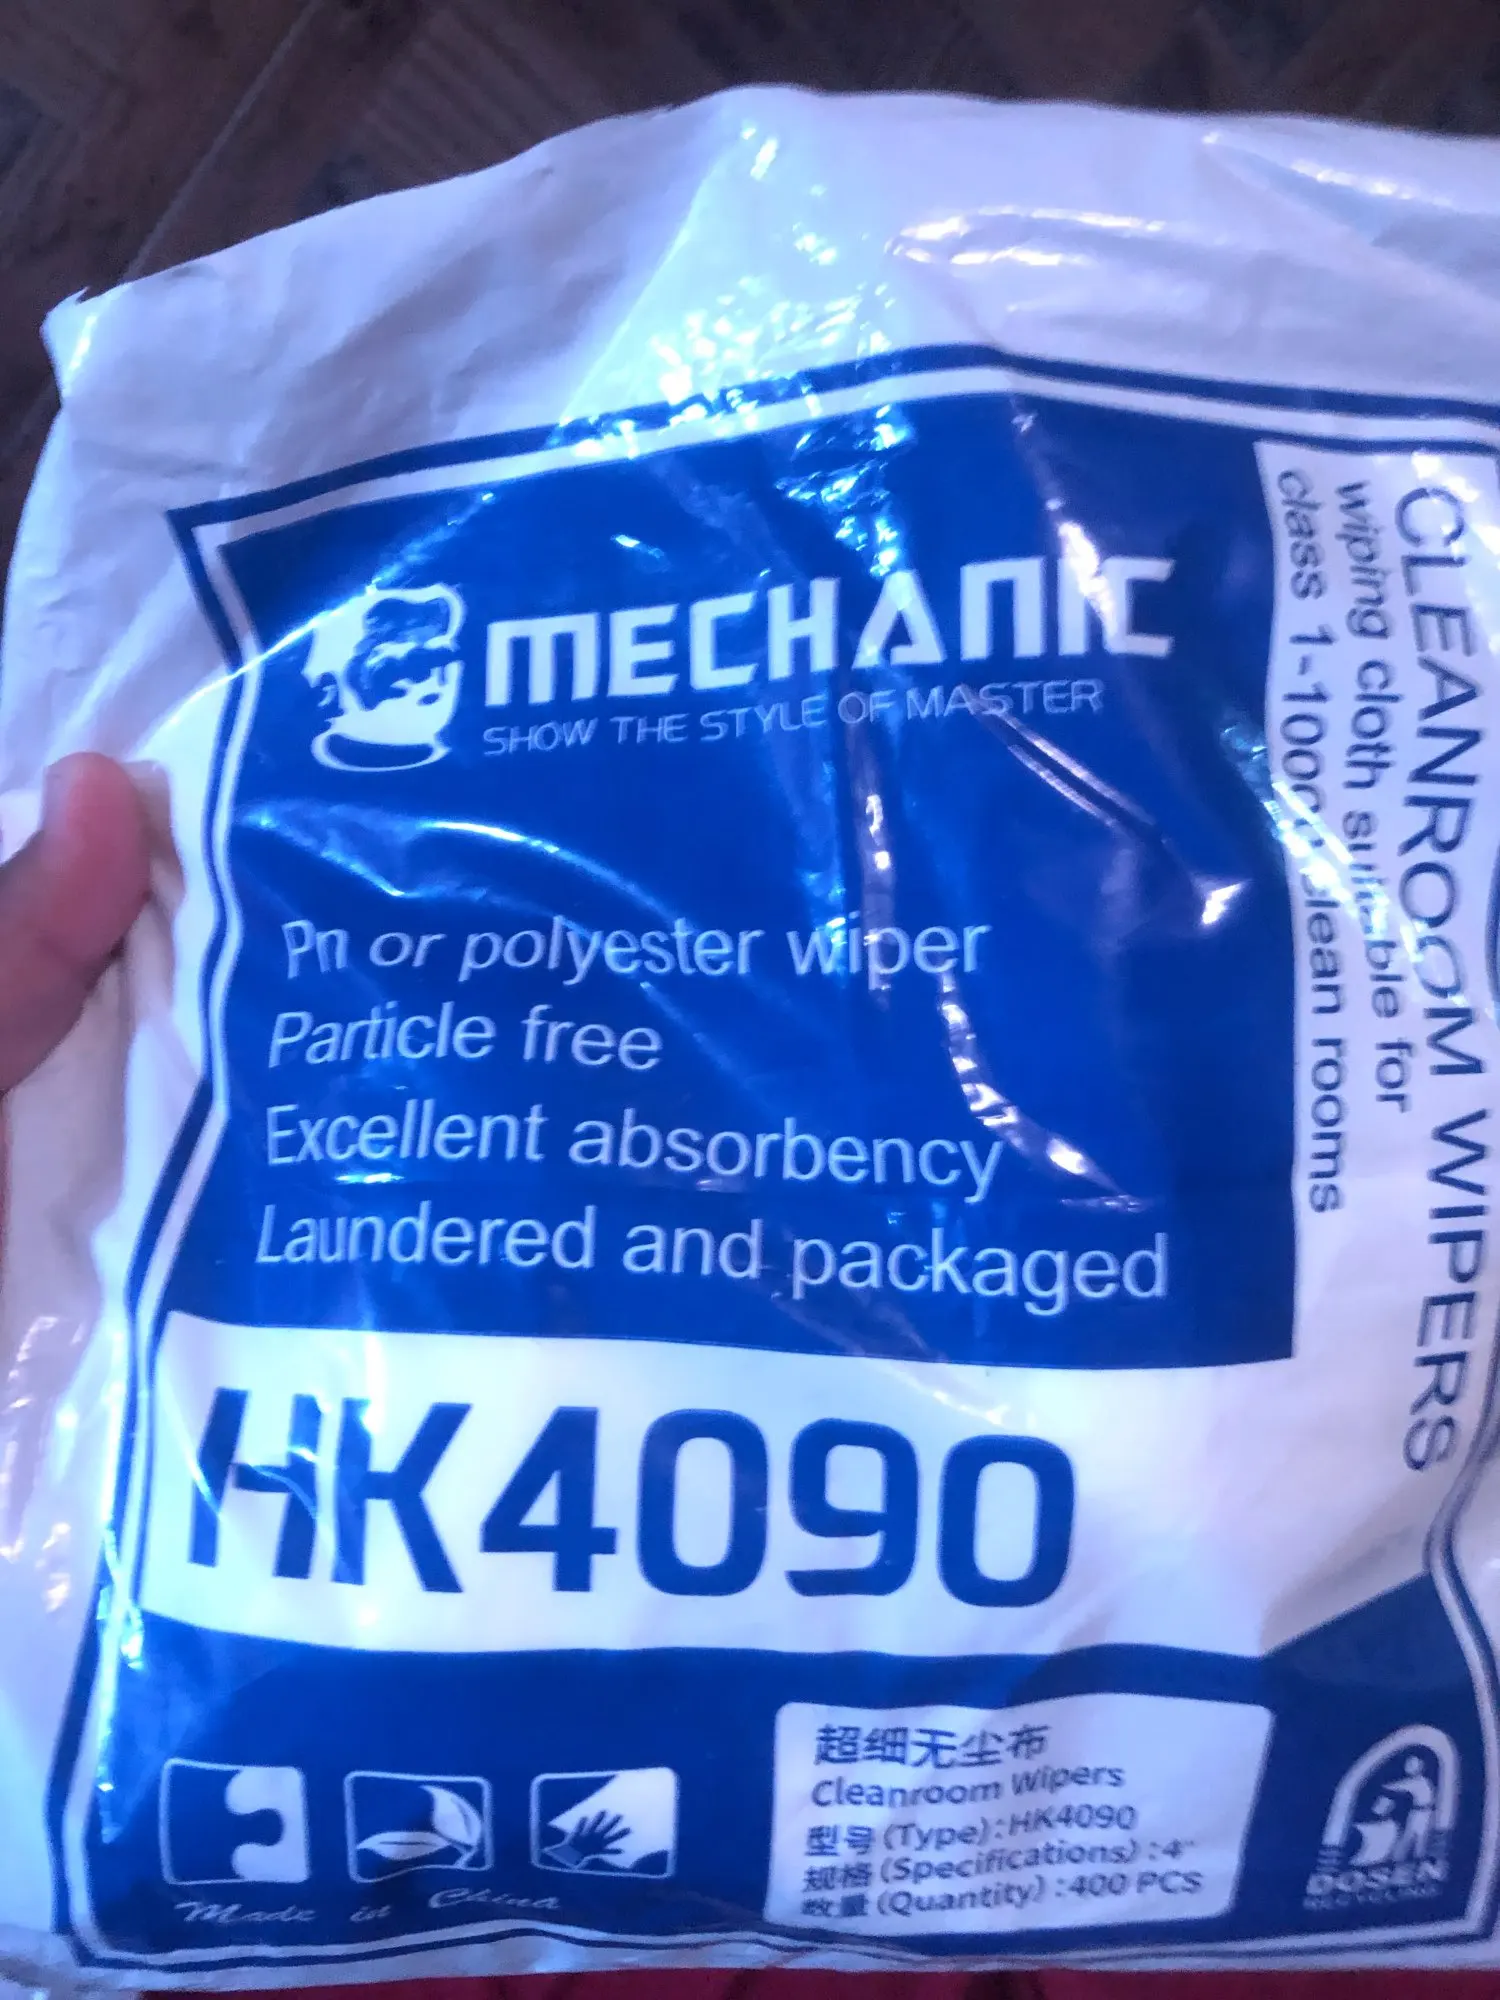 MECHANIC
SHOW THE STYLE OF MASTER
Pn or polyester wiper
Particle free
Excellent absorbency
Laundered and packaged
HK4090
CLEANROOM WIPERS
wiping cloth suitable for
class 1-1000 clean rooms
Made in China
超细无尘布
Cleanroom Wipers
型号 (Type):HK4090
规格 (Specifications) :4"
数量 (Quantity) :400 PCS
DOSEN